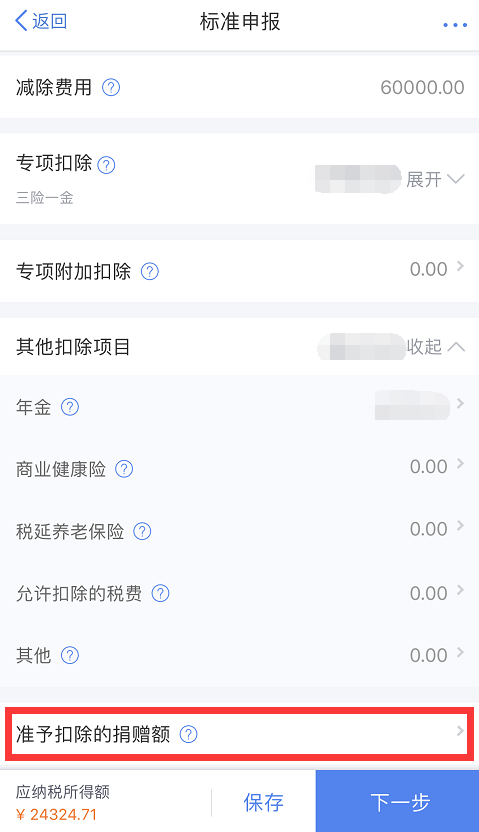 返回
标准申报
减除费用 60000.00
专项扣除 展开
三险一金
专项附加扣除 0.00
其他扣除项目 收起
年金
商业健康险 0.00
税延养老保险 0.00
允许扣除的税费 0.00
其他 0.00
准予扣除的捐赠额
应纳税所得额
¥ 24324.71
保存
下一步